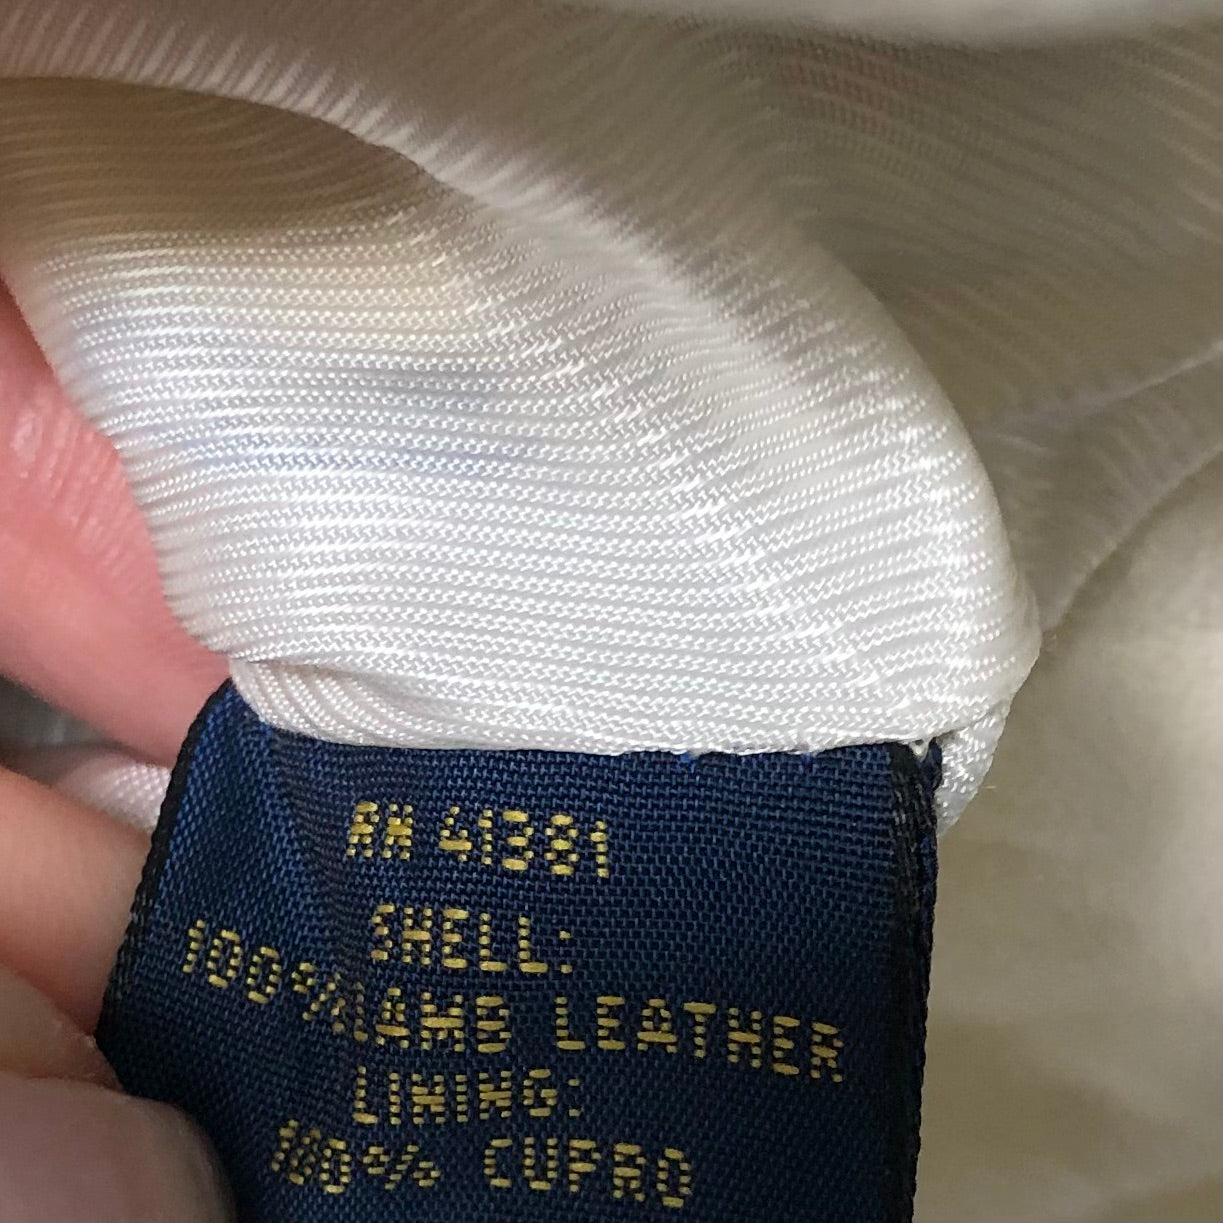 RN 41381
SHELL:
100% LAMB LEATHER
LINING:
100% CUPRO